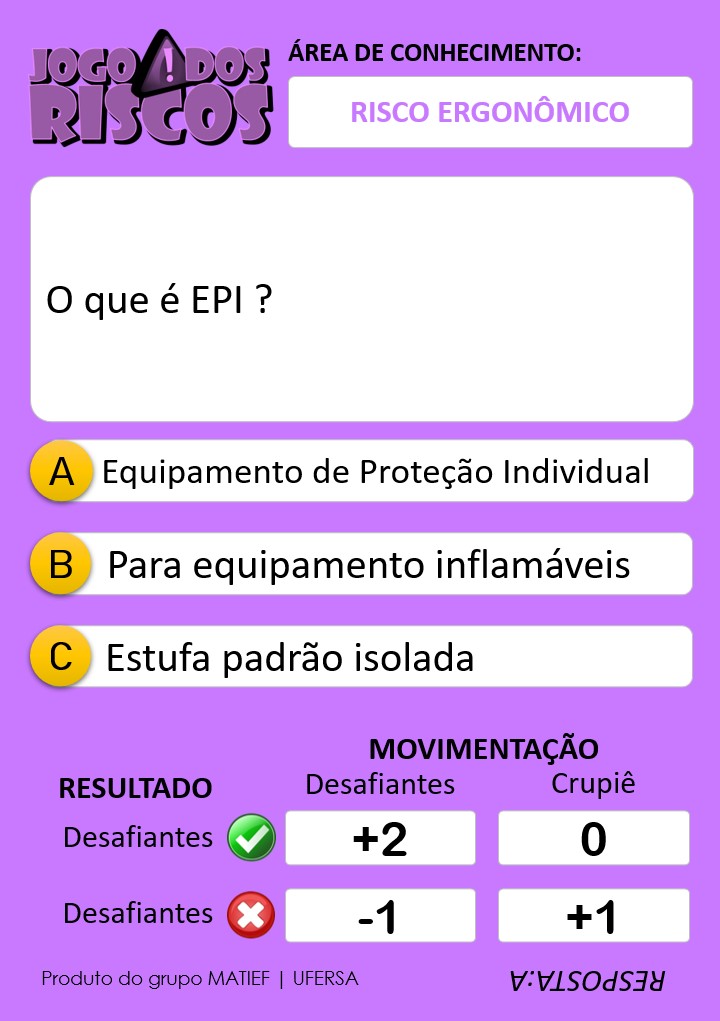 JOGO DOS
RISCOS
ÁREA DE CONHECIMENTO:
RISCO ERGONÔMICO
O que é EPI ?
A Equipamento de Proteção Individual
B Para equipamento inflamáveis
C Estufa padrão isolada
MOVIMENTAÇÃO
RESULTADO Desafiantes Crupiê
Desafiantes +2 0
Desafiantes -1 +1
Produto do grupo MATIEF | UFERSA
RESPOSTA:A